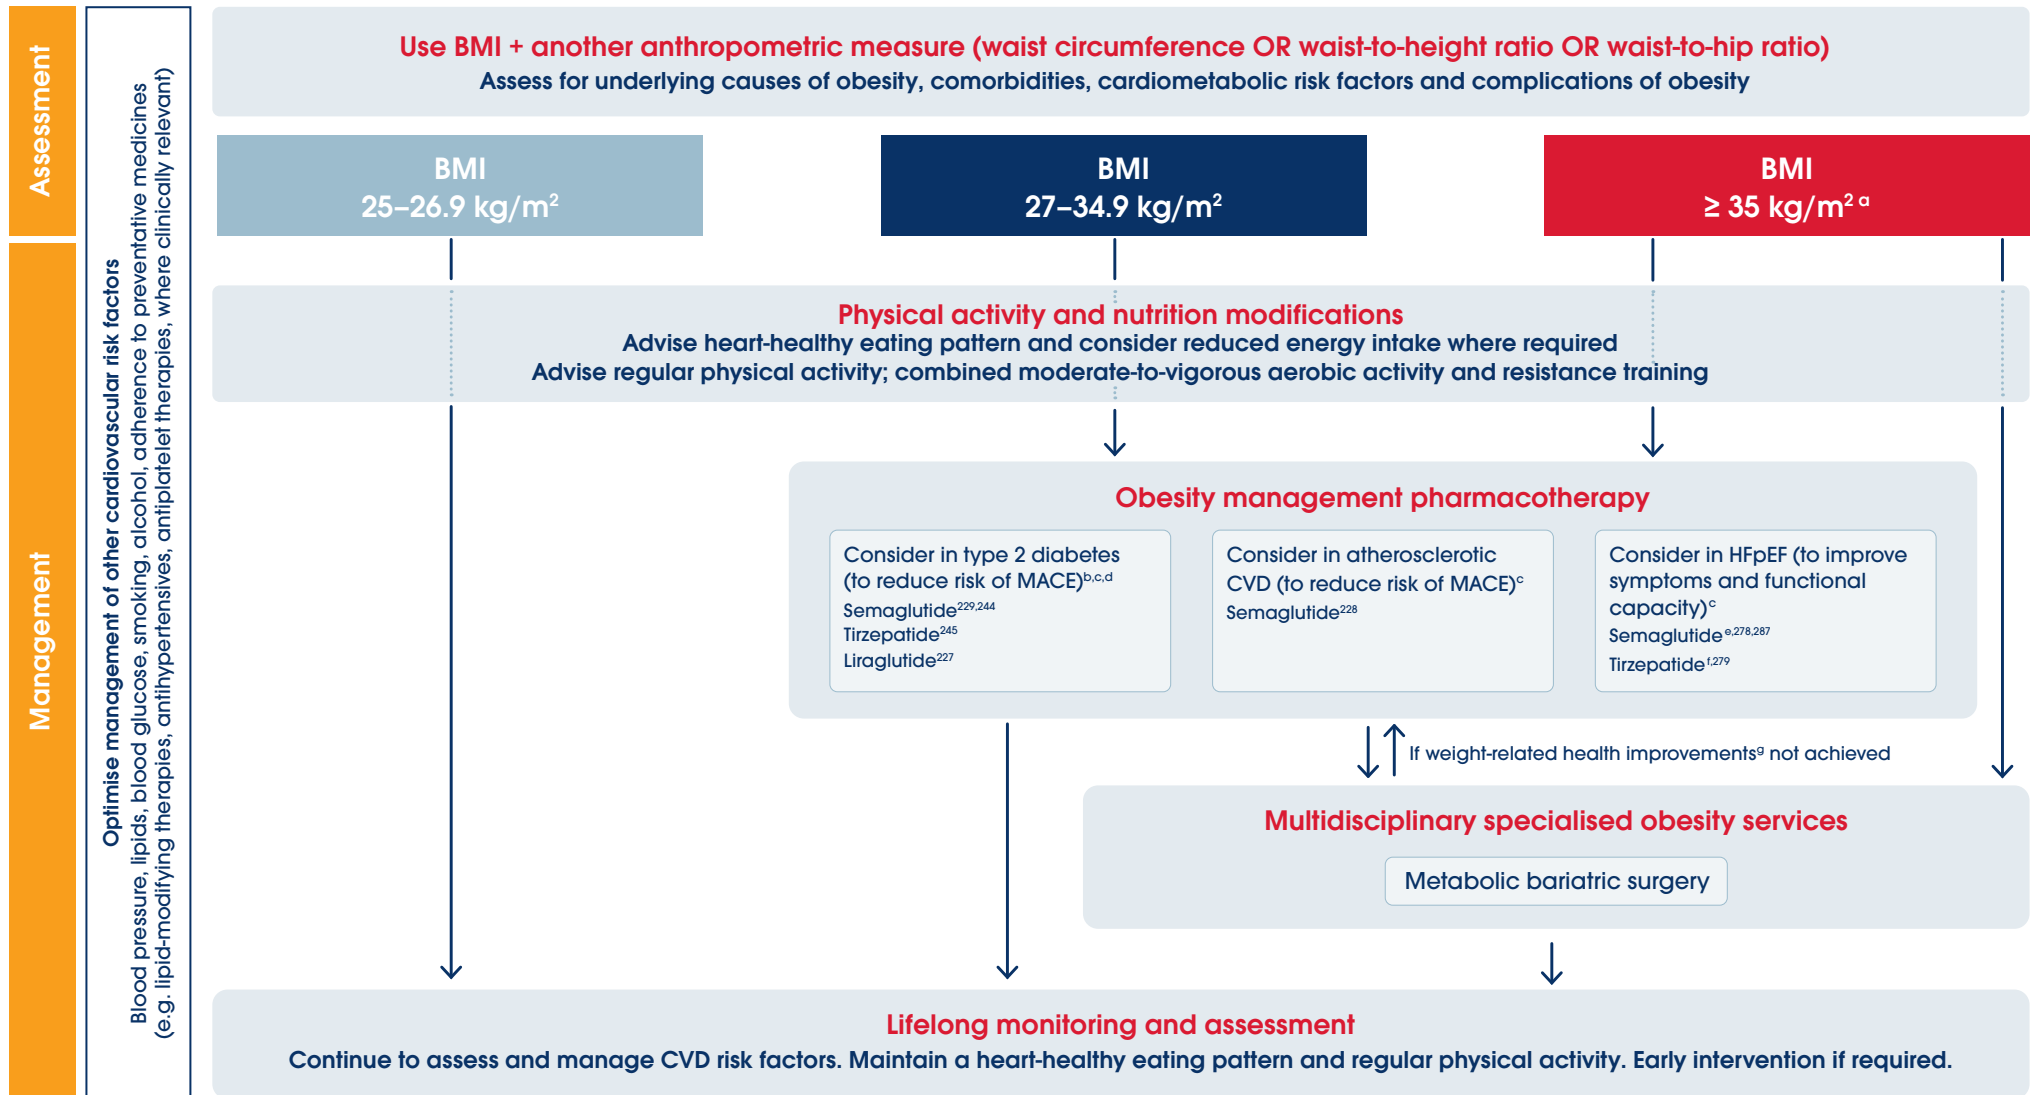 Assessment
Management
Optimise management of other cardiovascular risk factors
Blood pressure, lipids, blood glucose, smoking, alcohol, adherence to preventative medicines
(e.g. lipid-modifying therapies, antihypertensives, antiplatelet therapies, where clinically relevant)
Use BMI + another anthropometric measure (waist circumference OR waist-to-height ratio OR waist-to-hip ratio)
Assess for underlying causes of obesity, comorbidities, cardiometabolic risk factors and complications of obesity
BMI
25–26.9 kg/m²
BMI
27–34.9 kg/m²
BMI
≥ 35 kg/m² ᵃ
Physical activity and nutrition modifications
Advise heart-healthy eating pattern and consider reduced energy intake where required
Advise regular physical activity; combined moderate-to-vigorous aerobic activity and resistance training
Obesity management pharmacotherapy
Consider in type 2 diabetes
(to reduce risk of MACE)ᵇ,ᶜ,ᵈ
Semaglutide²²⁹,²⁴⁴
Tirzepatide²⁴⁵
Liraglutide²²⁷
Consider in atherosclerotic
CVD (to reduce risk of MACE)ᶜ
Semaglutide²²⁸
Consider in HFpEF (to improve
symptoms and functional
capacity)ᶜ
Semaglutideᵉ,²⁷⁸,²⁸⁷
Tirzepatideᶠ,²⁷⁹
If weight-related health improvementsᵍ not achieved
Multidisciplinary specialised obesity services
Metabolic bariatric surgery
Lifelong monitoring and assessment
Continue to assess and manage CVD risk factors. Maintain a heart-healthy eating pattern and regular physical activity. Early intervention if required.